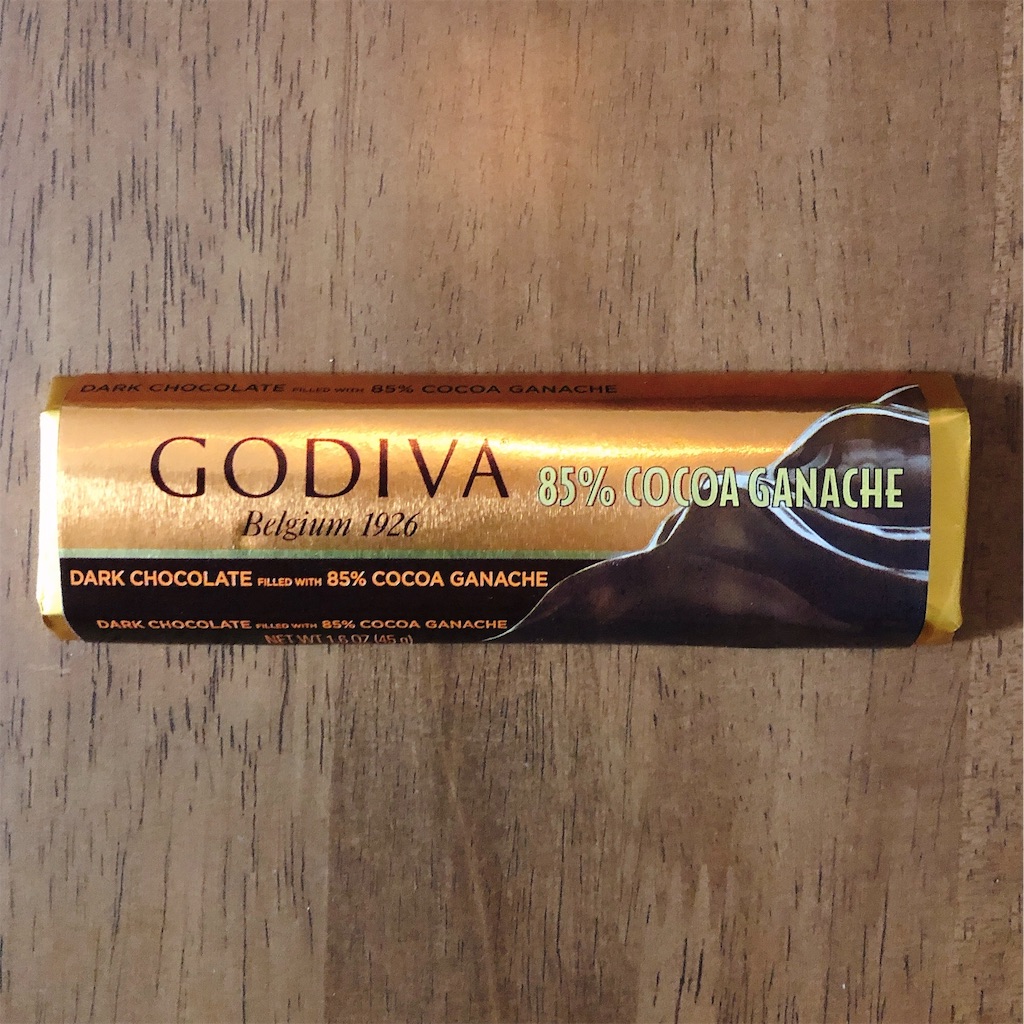 DARK CHOCOLATE FILLED WITH 85% COCOA GANACHE
GODIVA
Belgium 1926
85% COCOA GANACHE
DARK CHOCOLATE FILLED WITH 85% COCOA GANACHE
DARK CHOCOLATE FILLED WITH 85% COCOA GANACHE
NET WT 1.6 OZ (45 g)